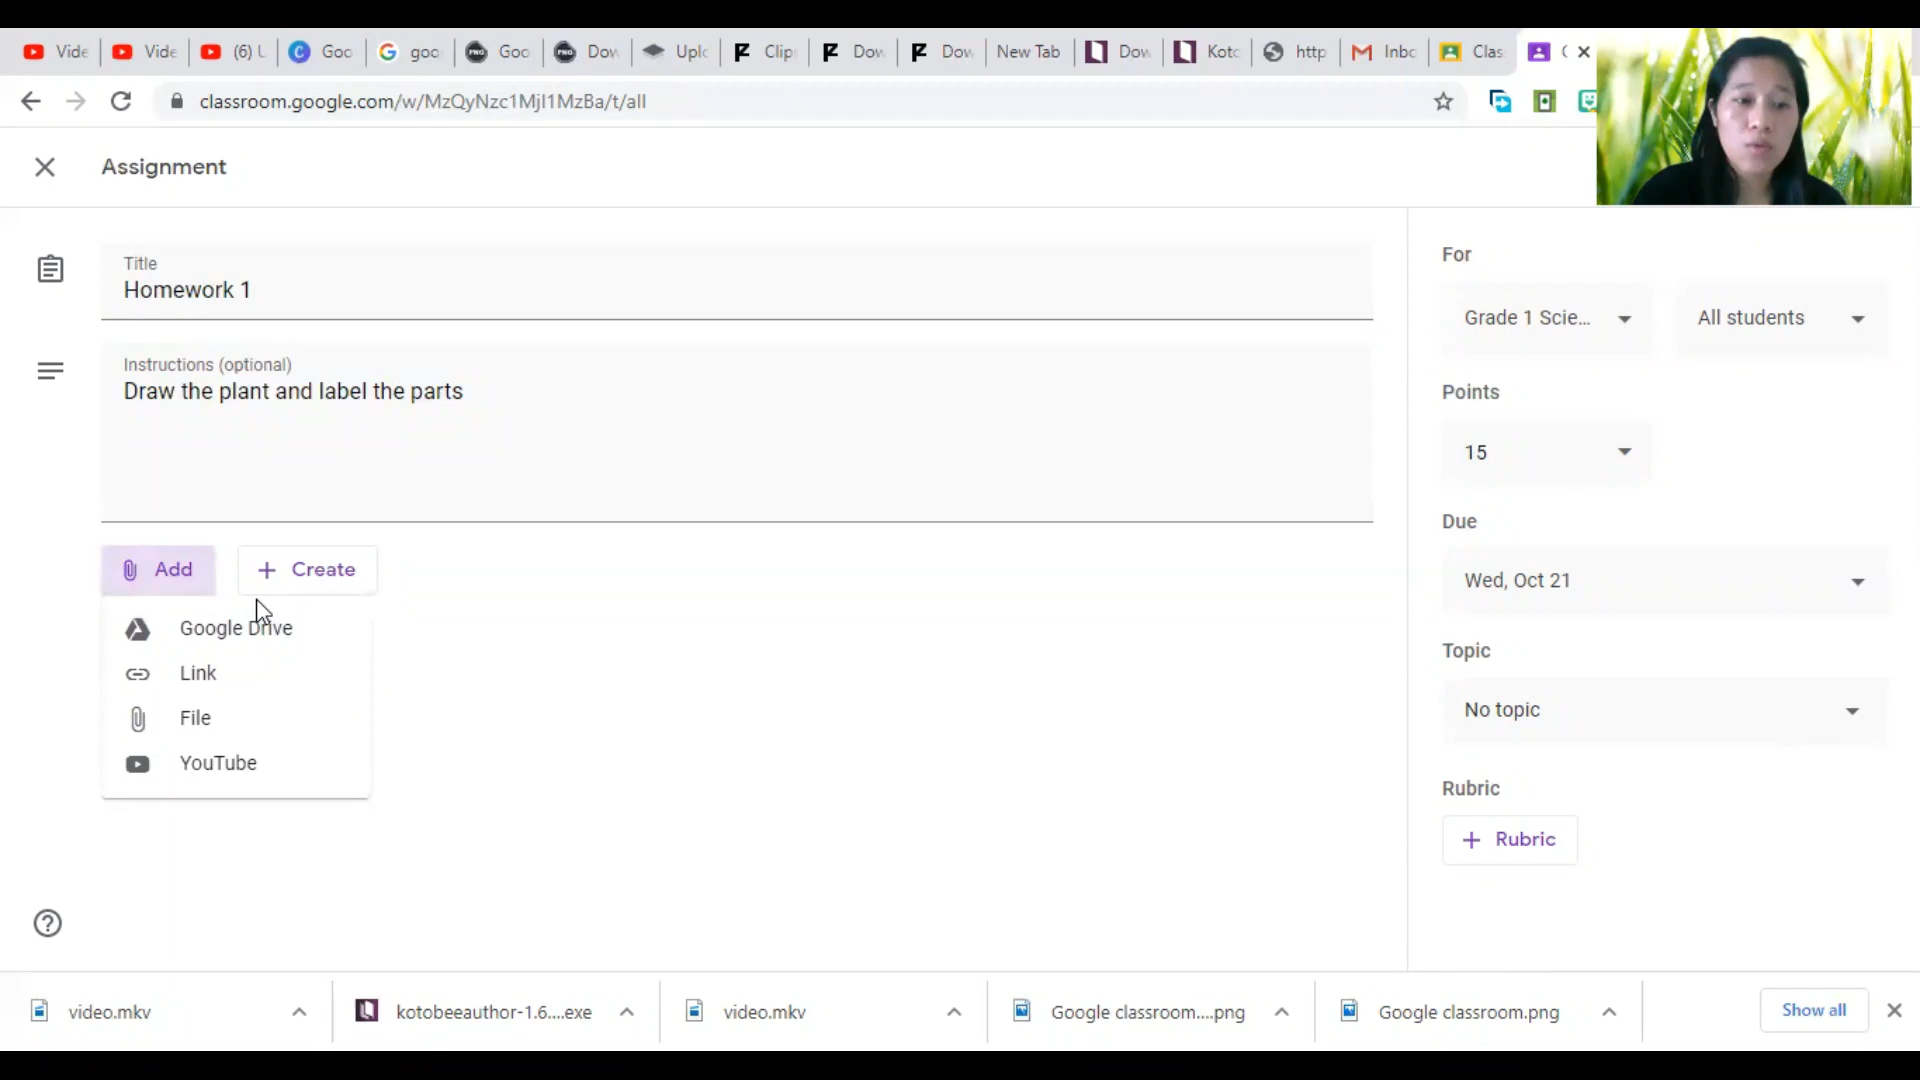 Vide
Vide
(6) U
Goo
goo
Goo
Dow
Uplo
Clip
Dow
Dow
New Tab
Dow
Koto
http
Inbo
Clas
classroom.google.com/w/MzQyNzc1MjI1MzBa/t/all
Assignment
Title
Homework 1
Instructions (optional)
Draw the plant and label the parts
Add
Create
Google Drive
Link
File
YouTube
For
Grade 1 Scie...
All students
Points
15
Due
Wed, Oct 21
Topic
No topic
Rubric
Rubric
video.mkv
kotobeeauthor-1.6....exe
video.mkv
Google classroom....png
Google classroom.png
Show all